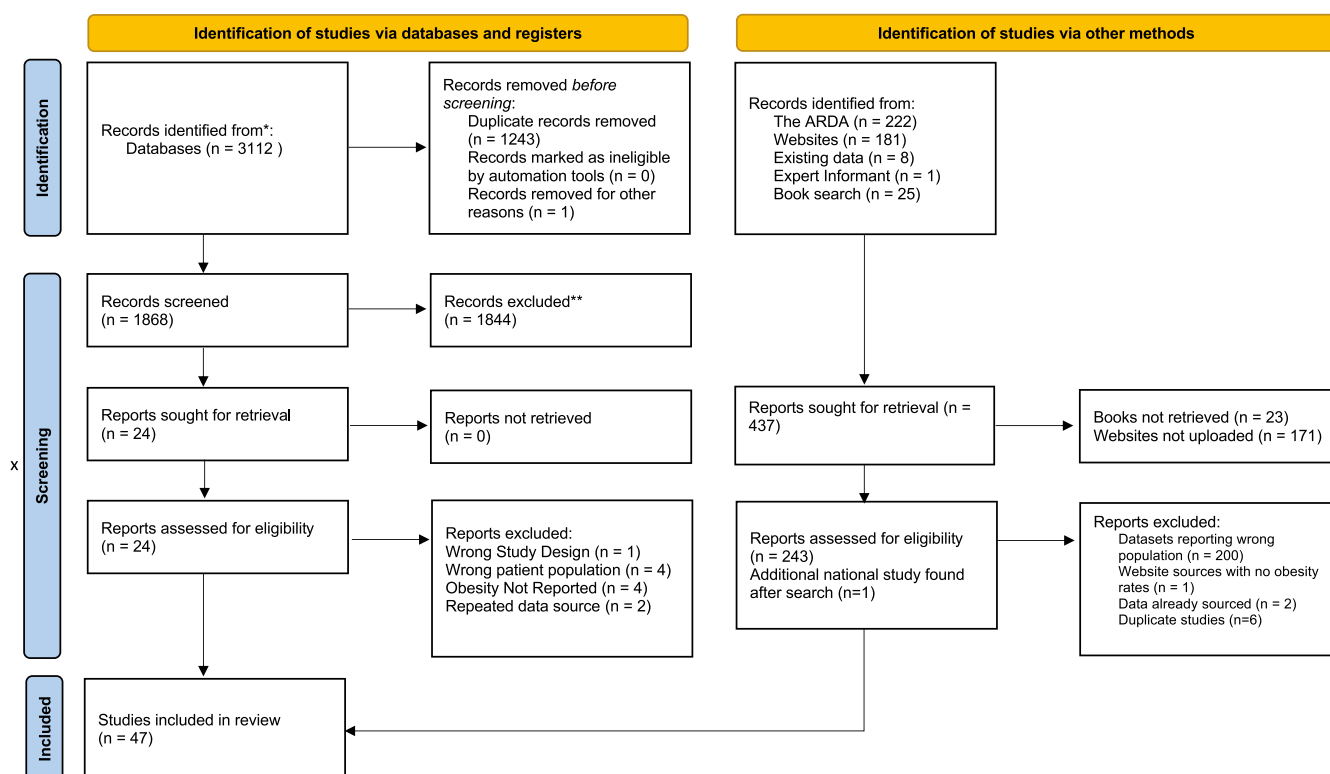 Identification of studies via databases and registers
Identification of studies via other methods
Identification
Records identified from*:
Databases (n = 3112 )
Records removed before
screening:
Duplicate records removed
(n = 1243)
Records marked as ineligible
by automation tools (n = 0)
Records removed for other
reasons (n = 1)
Records identified from:
The ARDA (n = 222)
Websites (n = 181)
Existing data (n = 8)
Expert Informant (n = 1)
Book search (n = 25)
x
Screening
Records screened
(n = 1868)
Records excluded**
(n = 1844)
Reports sought for retrieval
(n = 24)
Reports not retrieved
(n = 0)
Reports sought for retrieval (n =
437)
Books not retrieved (n = 23)
Websites not uploaded (n = 171)
Reports assessed for eligibility
(n = 24)
Reports excluded:
Wrong Study Design (n = 1)
Wrong patient population (n = 4)
Obesity Not Reported (n = 4)
Repeated data source (n = 2)
Reports assessed for eligibility
(n = 243)
Additional national study found
after search (n=1)
Reports excluded:
Datasets reporting wrong
population (n = 200)
Website sources with no obesity
rates (n = 1)
Data already sourced (n = 2)
Duplicate studies (n=6)
Included
Studies included in review
(n = 47)